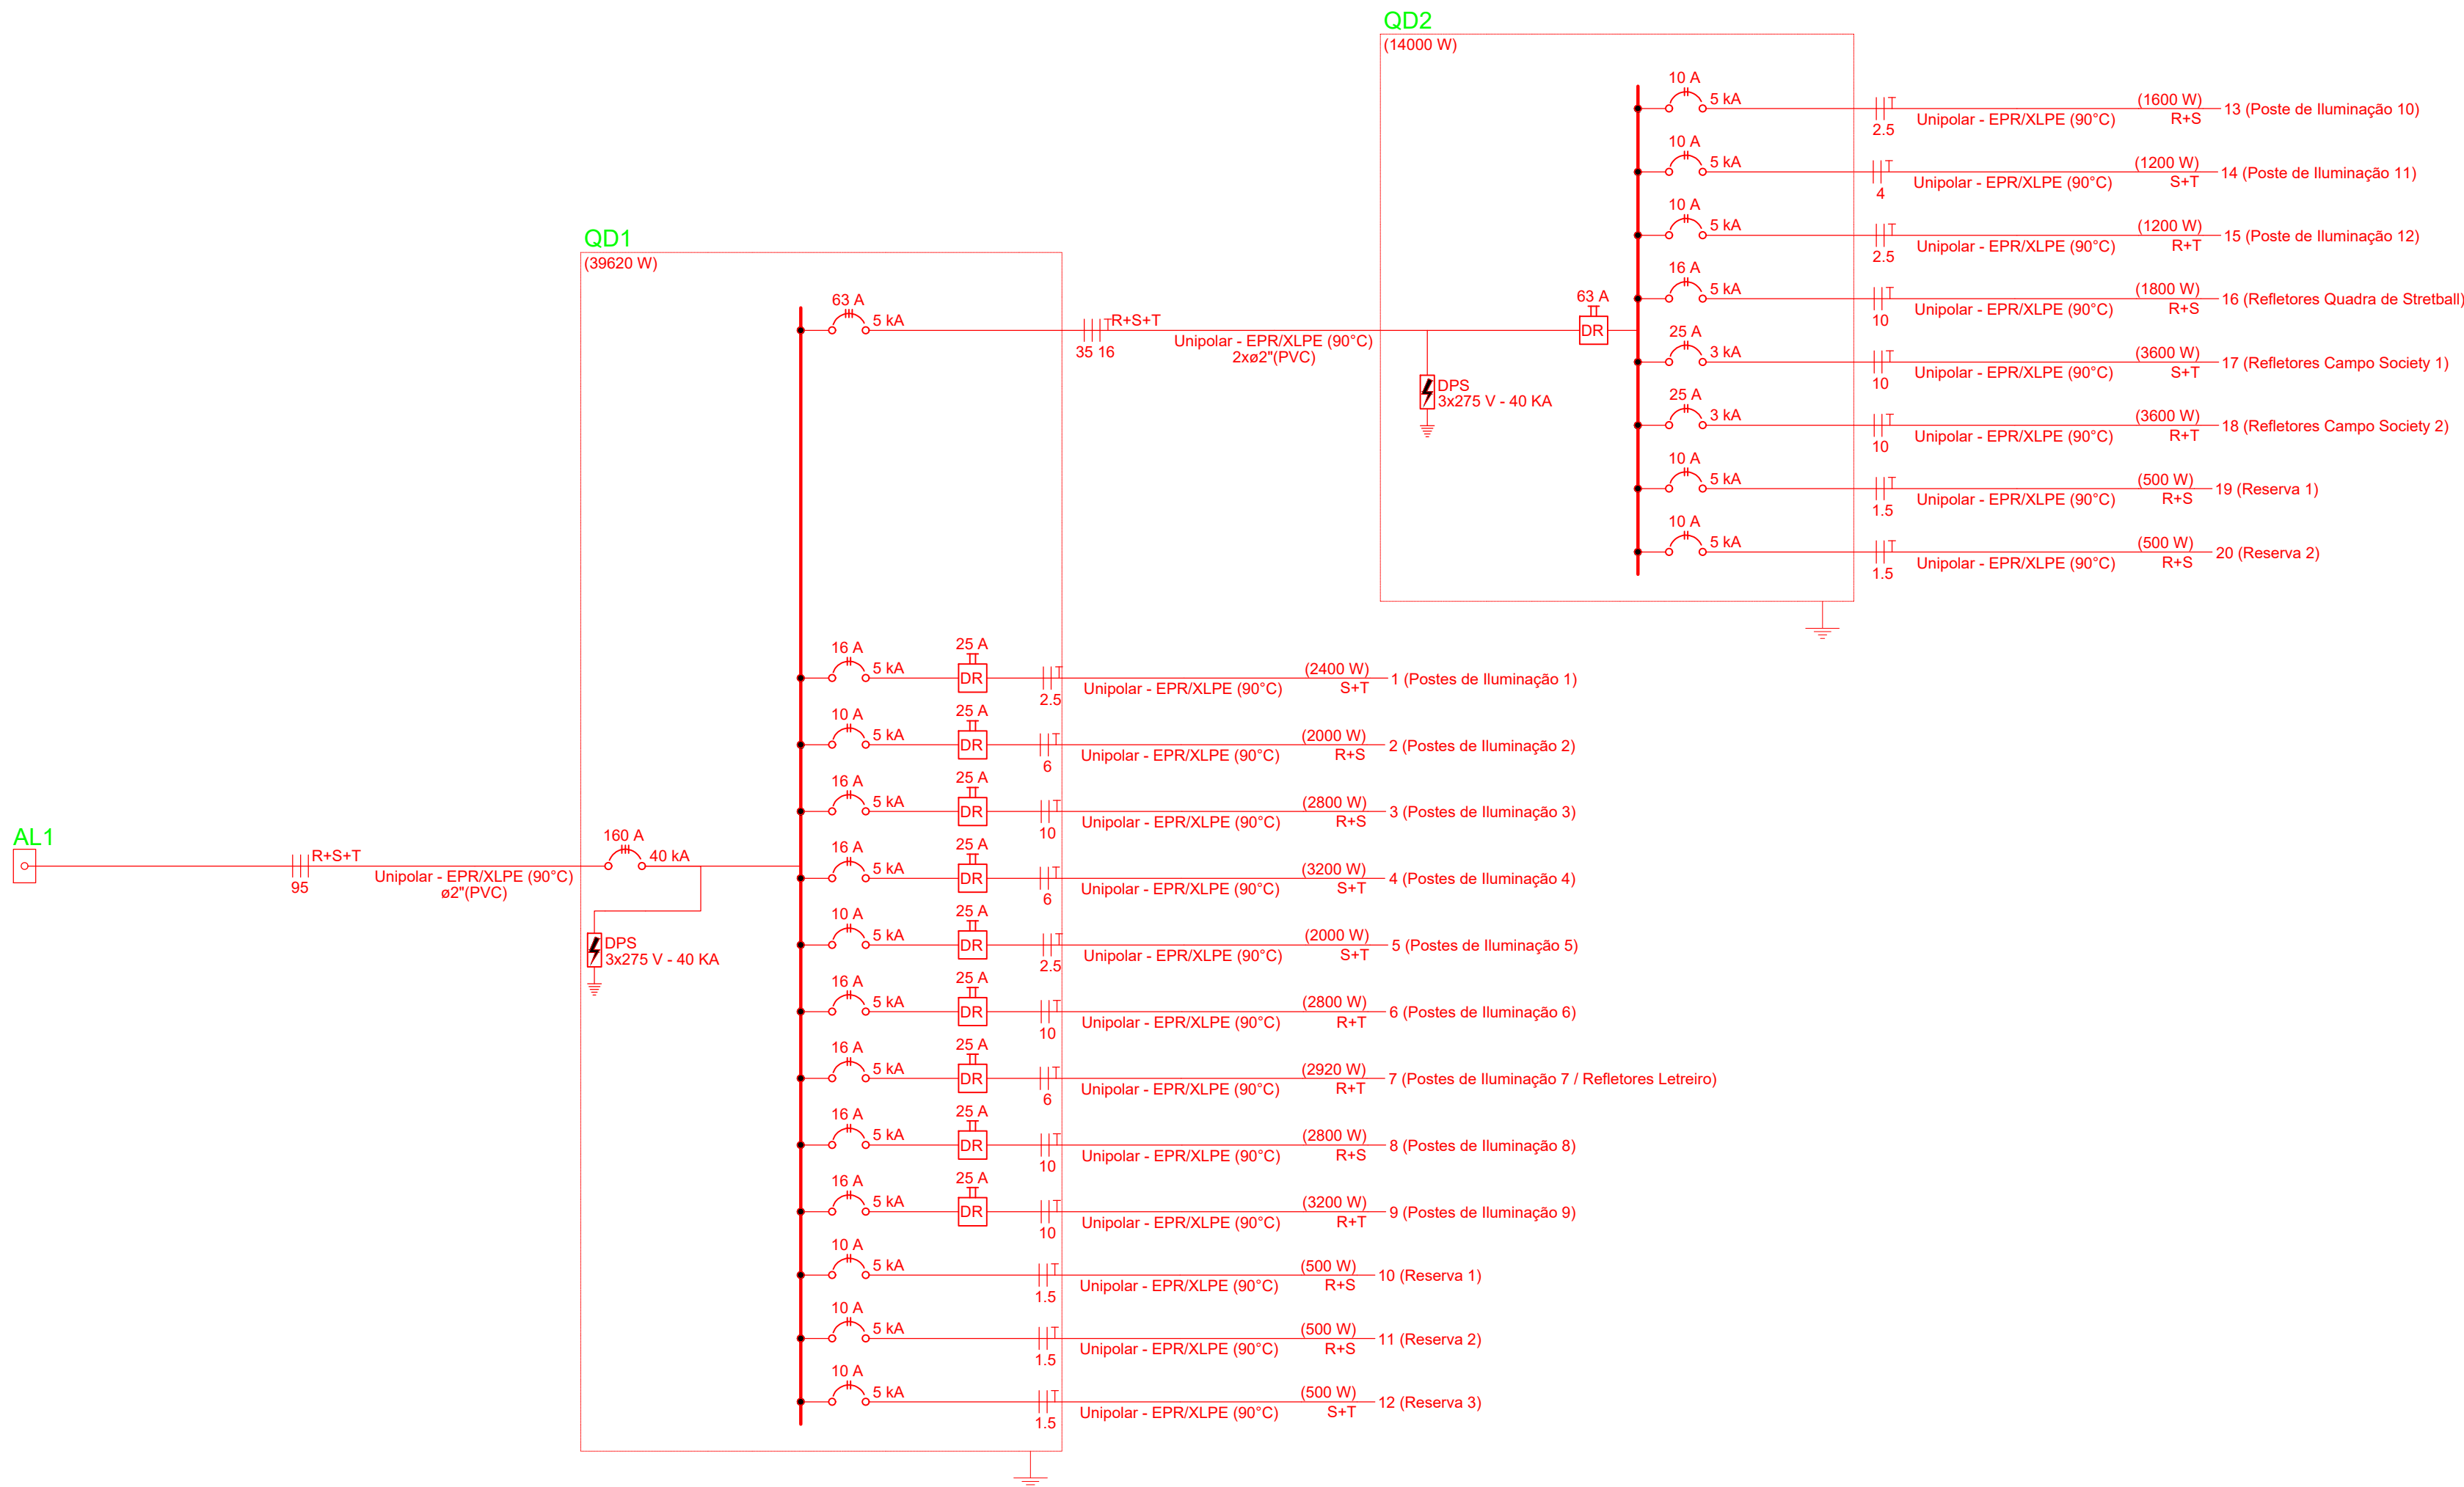 QD2
(14000 W)
10 A
5 kA
T
2.5
Unipolar - EPR/XLPE (90°C)
(1600 W)
R+S
13 (Poste de Iluminação 10)
10 A
5 kA
T
4
Unipolar - EPR/XLPE (90°C)
(1200 W)
S+T
14 (Poste de Iluminação 11)
10 A
5 kA
T
2.5
Unipolar - EPR/XLPE (90°C)
(1200 W)
R+T
15 (Poste de Iluminação 12)
16 A
5 kA
T
10
Unipolar - EPR/XLPE (90°C)
(1800 W)
R+S
16 (Refletores Quadra de Stretball)
63 A
DR
25 A
3 kA
T
10
Unipolar - EPR/XLPE (90°C)
(3600 W)
S+T
17 (Refletores Campo Society 1)
25 A
3 kA
T
10
Unipolar - EPR/XLPE (90°C)
(3600 W)
R+T
18 (Refletores Campo Society 2)
10 A
5 kA
T
1.5
Unipolar - EPR/XLPE (90°C)
(500 W)
R+S
19 (Reserva 1)
10 A
5 kA
T
1.5
Unipolar - EPR/XLPE (90°C)
(500 W)
R+S
20 (Reserva 2)
DPS
3x275 V - 40 KA
QD1
(39620 W)
63 A
5 kA
T
R+S+T
35 16
Unipolar - EPR/XLPE (90°C)
2xø2"(PVC)
16 A
5 kA
25 A
DR
T
2.5
Unipolar - EPR/XLPE (90°C)
(2400 W)
S+T
1 (Postes de Iluminação 1)
10 A
5 kA
25 A
DR
T
6
Unipolar - EPR/XLPE (90°C)
(2000 W)
R+S
2 (Postes de Iluminação 2)
16 A
5 kA
25 A
DR
T
10
Unipolar - EPR/XLPE (90°C)
(2800 W)
R+S
3 (Postes de Iluminação 3)
AL1
R+S+T
95
Unipolar - EPR/XLPE (90°C)
ø2"(PVC)
160 A
40 kA
DPS
3x275 V - 40 KA
16 A
5 kA
25 A
DR
T
6
Unipolar - EPR/XLPE (90°C)
(3200 W)
S+T
4 (Postes de Iluminação 4)
10 A
5 kA
25 A
DR
T
2.5
Unipolar - EPR/XLPE (90°C)
(2000 W)
S+T
5 (Postes de Iluminação 5)
16 A
5 kA
25 A
DR
T
10
Unipolar - EPR/XLPE (90°C)
(2800 W)
R+T
6 (Postes de Iluminação 6)
16 A
5 kA
25 A
DR
T
6
Unipolar - EPR/XLPE (90°C)
(2920 W)
R+T
7 (Postes de Iluminação 7 / Refletores Letreiro)
16 A
5 kA
25 A
DR
T
10
Unipolar - EPR/XLPE (90°C)
(2800 W)
R+S
8 (Postes de Iluminação 8)
16 A
5 kA
25 A
DR
T
10
Unipolar - EPR/XLPE (90°C)
(3200 W)
R+T
9 (Postes de Iluminação 9)
10 A
5 kA
T
1.5
Unipolar - EPR/XLPE (90°C)
(500 W)
R+S
10 (Reserva 1)
10 A
5 kA
T
1.5
Unipolar - EPR/XLPE (90°C)
(500 W)
R+S
11 (Reserva 2)
10 A
5 kA
T
1.5
Unipolar - EPR/XLPE (90°C)
(500 W)
S+T
12 (Reserva 3)